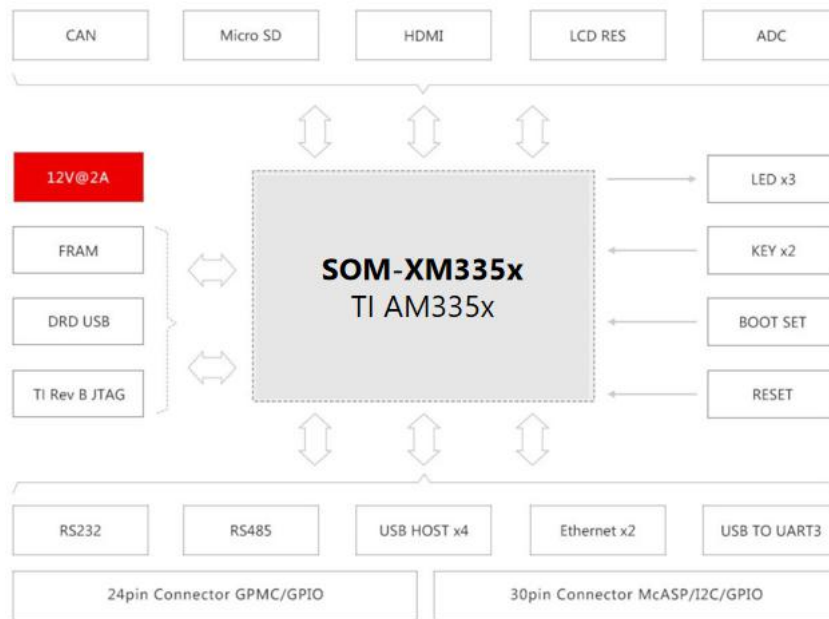 CAN
Micro SD
HDMI
LCD RES
ADC
12V@2A
FRAM
DRD USB
TI Rev B JTAG
SOM-XM335x
TI AM335x
LED x3
KEY x2
BOOT SET
RESET
RS232
RS485
USB HOST x4
Ethernet x2
USB TO UART3
24pin Connector GPMC/GPIO
30pin Connector McASP/I2C/GPIO